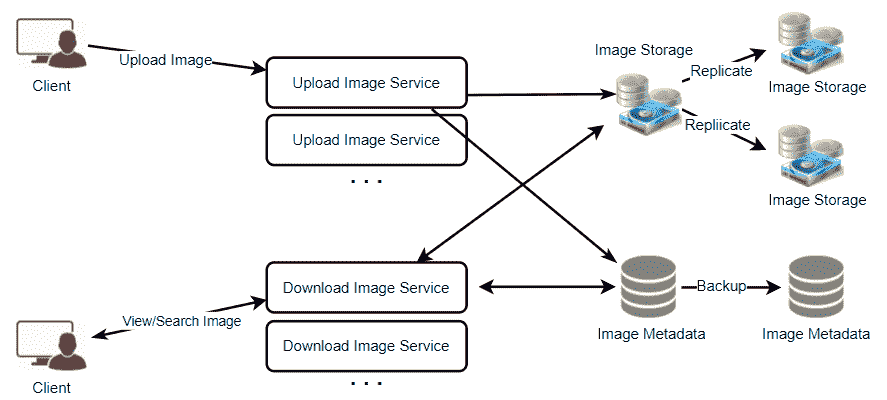 Client
Upload Image
Upload Image Service
Upload Image Service
. . .
Image Storage
Replicate
Image Storage
Repliicate
Image Storage
Client
View/Search Image
Download Image Service
Download Image Service
. . .
Image Metadata
Backup
Image Metadata